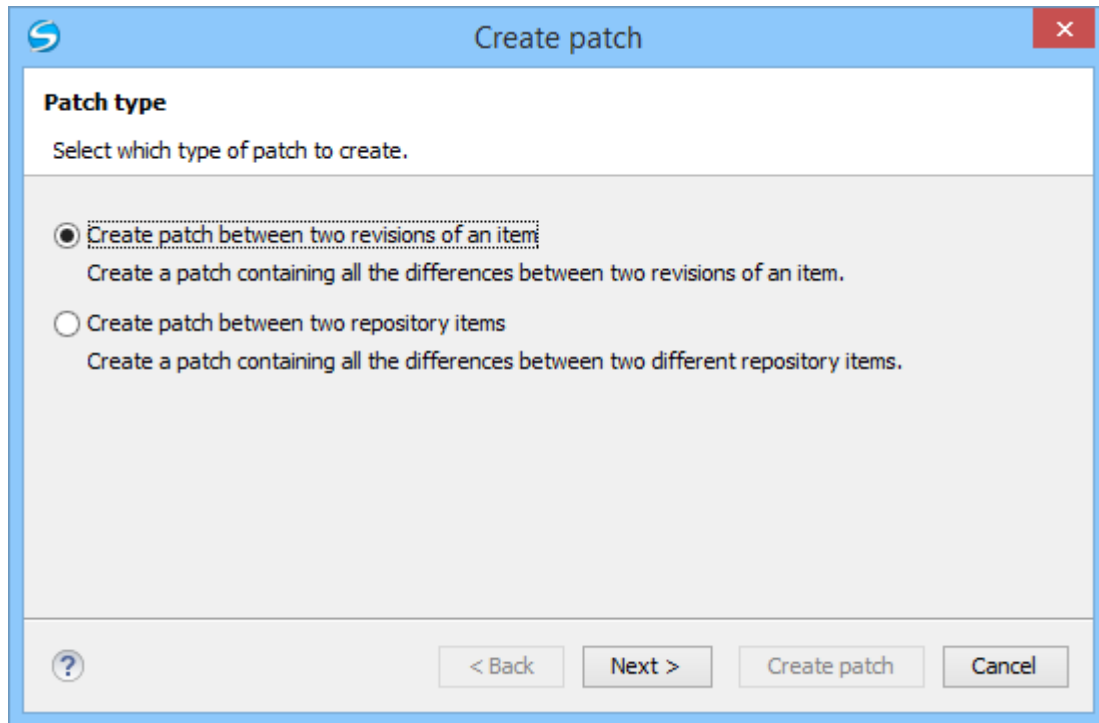 Create patch
Patch type
Select which type of patch to create.
Create patch between two revisions of an item
Create a patch containing all the differences between two revisions of an item.
Create patch between two repository items
Create a patch containing all the differences between two different repository items.
? < Back Next > Create patch Cancel